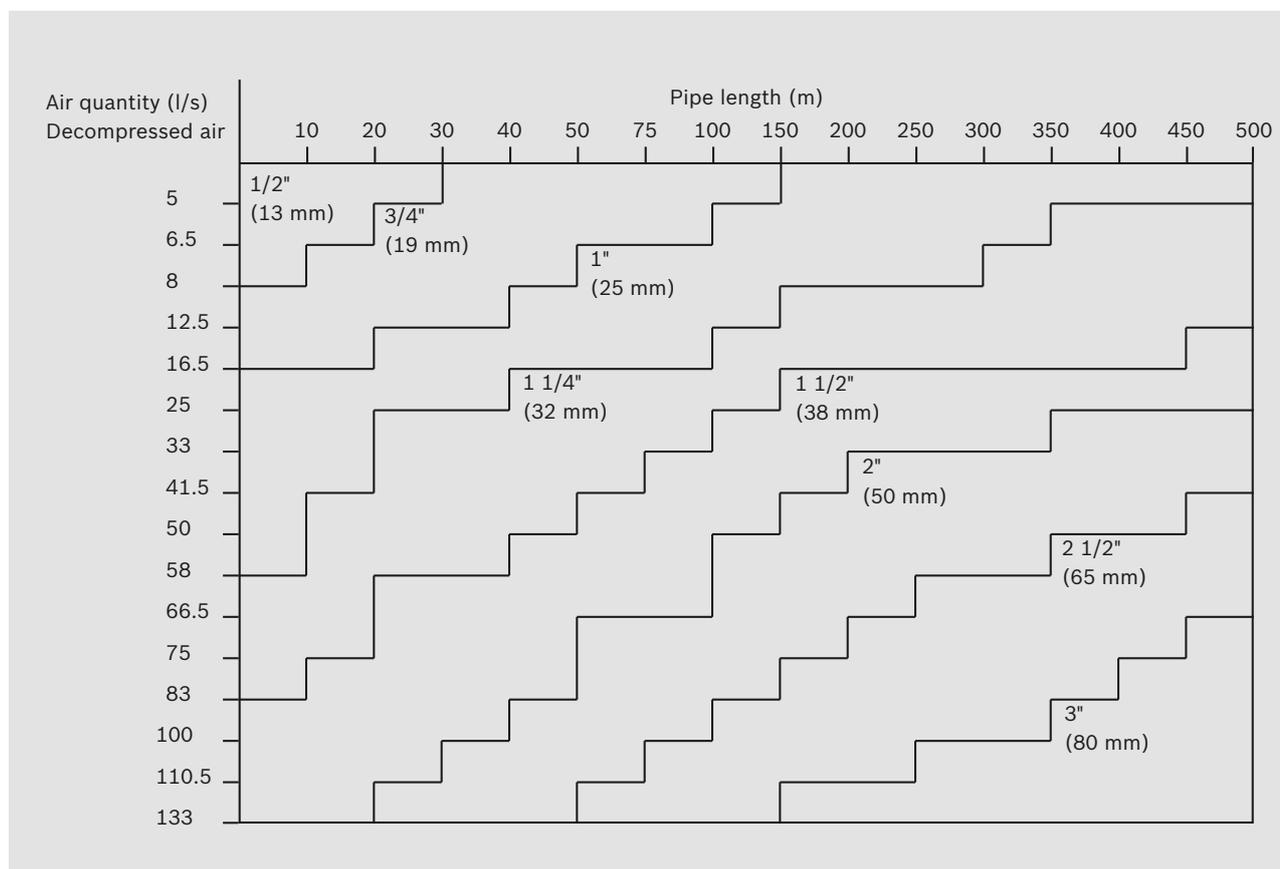 Air quantity (l/s)
Decompressed air
Pipe length (m)
10 20 30 40 50 75 100 150 200 250 300 350 400 450 500
1/2"
(13 mm)
5
3/4"
(19 mm)
6.5
1"
(25 mm)
8
12.5
16.5
1 1/4"
(32 mm)
1 1/2"
(38 mm)
25
33
2"
(50 mm)
41.5
50
2 1/2"
(65 mm)
58
66.5
75
83
3"
(80 mm)
100
110.5
133